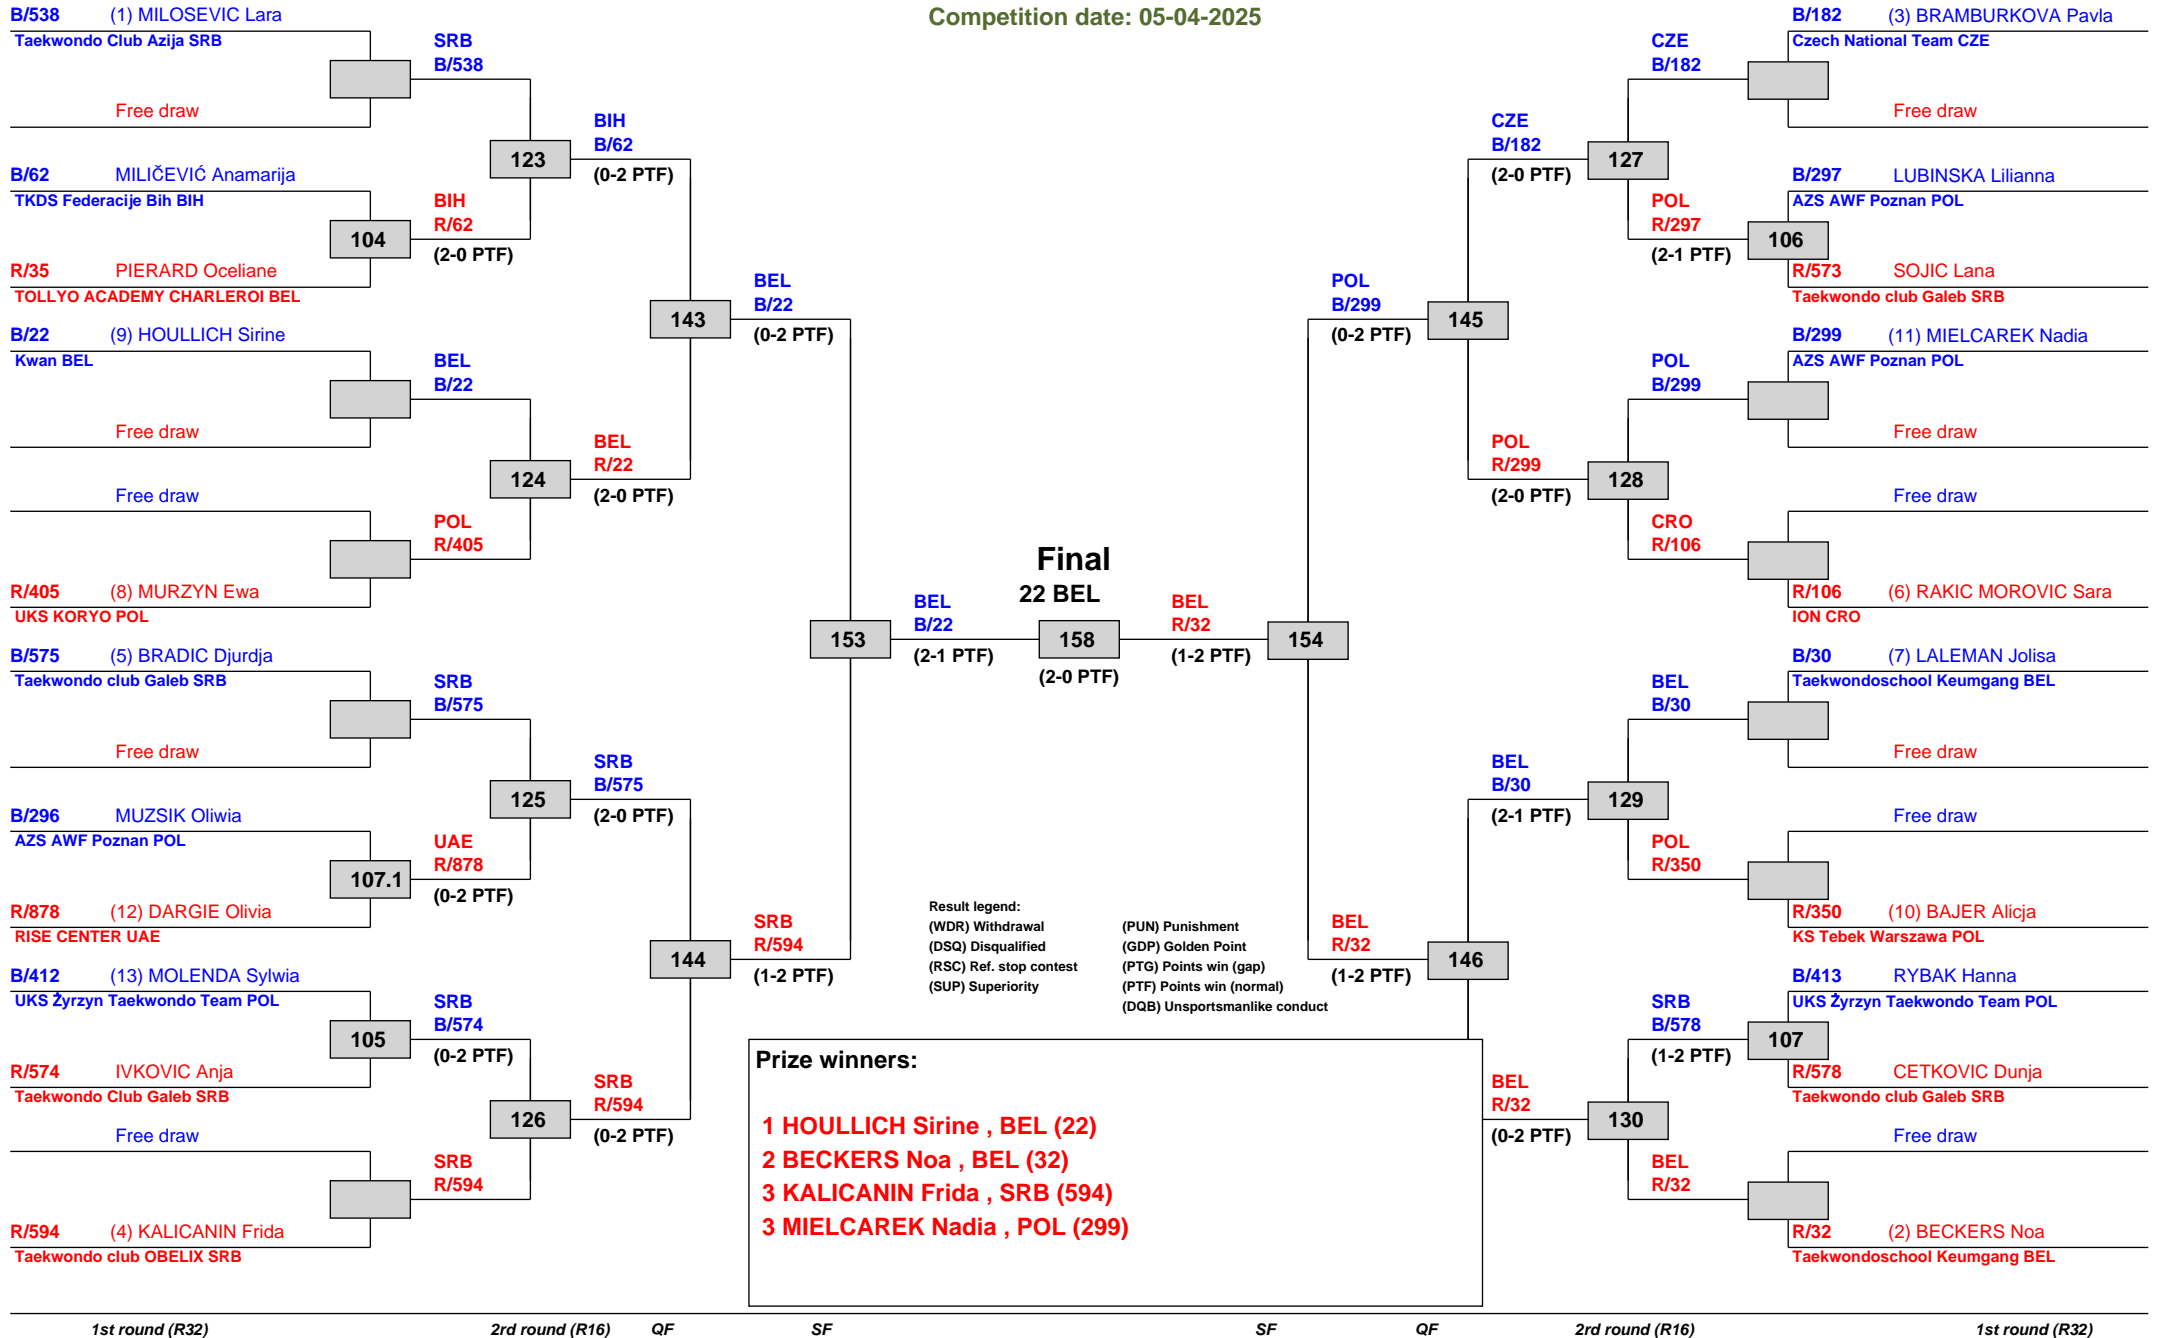 Competition date: 05-04-2025
B/538 (1) MILOSEVIC Lara
Taekwondo Club Azija SRB
Free draw
B/62 MILIČEVIĆ Anamarija
TKDS Federacije Bih BIH
R/35 PIERARD Oceliane
TOLLYO ACADEMY CHARLEROI BEL
B/22 (9) HOULLICH Sirine
Kwan BEL
Free draw
Free draw
R/405 (8) MURZYN Ewa
UKS KORYO POL
B/575 (5) BRADIC Djurdja
Taekwondo club Galeb SRB
Free draw
B/296 MUZSIK Oliwia
AZS AWF Poznan POL
R/878 (12) DARGIE Olivia
RISE CENTER UAE
B/412 (13) MOLENDA Sylwia
UKS Żyrzyn Taekwondo Team POL
R/574 IVKOVIC Anja
Taekwondo Club Galeb SRB
Free draw
R/594 (4) KALICANIN Frida
Taekwondo club OBELIX SRB
104
107.1
105
SRB
B/538
BIH
R/62
(2-0 PTF)
BEL
B/22
POL
R/405
SRB
B/575
UAE
R/878
(0-2 PTF)
SRB
B/574
(0-2 PTF)
SRB
R/594
123
124
125
126
BIH
B/62
(0-2 PTF)
BEL
R/22
(2-0 PTF)
SRB
B/575
(2-0 PTF)
SRB
R/594
(0-2 PTF)
143
144
BEL
B/22
(0-2 PTF)
SRB
R/594
(1-2 PTF)
153
BEL
B/22
(2-1 PTF)
Final
22 BEL
158
(2-0 PTF)
BEL
R/32
(1-2 PTF)
154
POL
B/299
(0-2 PTF)
BEL
R/32
(1-2 PTF)
145
146
CZE
B/182
(2-0 PTF)
POL
R/299
(2-0 PTF)
BEL
B/30
(2-1 PTF)
BEL
R/32
(0-2 PTF)
127
128
129
130
CZE
B/182
POL
R/297
(2-1 PTF)
POL
B/299
CRO
R/106
BEL
B/30
POL
R/350
SRB
B/578
(1-2 PTF)
BEL
R/32
106
107
B/182 (3) BRAMBURKOVA Pavla
Czech National Team CZE
Free draw
B/297 LUBINSKA Lilianna
AZS AWF Poznan POL
R/573 SOJIC Lana
Taekwondo club Galeb SRB
B/299 (11) MIELCAREK Nadia
AZS AWF Poznan POL
Free draw
Free draw
R/106 (6) RAKIC MOROVIC Sara
ION CRO
B/30 (7) LALEMAN Jolisa
Taekwondoschool Keumgang BEL
Free draw
Free draw
R/350 (10) BAJER Alicja
KS Tebek Warszawa POL
B/413 RYBAK Hanna
UKS Żyrzyn Taekwondo Team POL
R/578 CETKOVIC Dunja
Taekwondo club Galeb SRB
Free draw
R/32 (2) BECKERS Noa
Taekwondoschool Keumgang BEL
Result legend:
(WDR) Withdrawal (PUN) Punishment
(DSQ) Disqualified (GDP) Golden Point
(RSC) Ref. stop contest (PTG) Points win (gap)
(SUP) Superiority (PTF) Points win (normal)
(DQB) Unsportsmanlike conduct
Prize winners:
1 HOULLICH Sirine , BEL (22)
2 BECKERS Noa , BEL (32)
3 KALICANIN Frida , SRB (594)
3 MIELCAREK Nadia , POL (299)
1st round (R32) 2rd round (R16) QF SF SF QF 2rd round (R16) 1st round (R32)